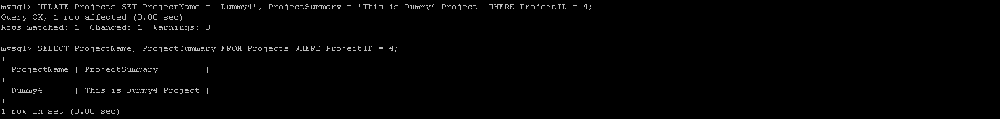 mysql> UPDATE Projects SET ProjectName = 'Dummy4', ProjectSummary = 'This is Dummy4 Project' WHERE ProjectID = 4;
Query OK, 1 row affected (0.00 sec)
Rows matched: 1  Changed: 1  Warnings: 0

mysql> SELECT ProjectName, ProjectSummary FROM Projects WHERE ProjectID = 4;
+-------------+------------------------+
| ProjectName | ProjectSummary         |
+-------------+------------------------+
| Dummy4      | This is Dummy4 Project |
+-------------+------------------------+
1 row in set (0.00 sec)